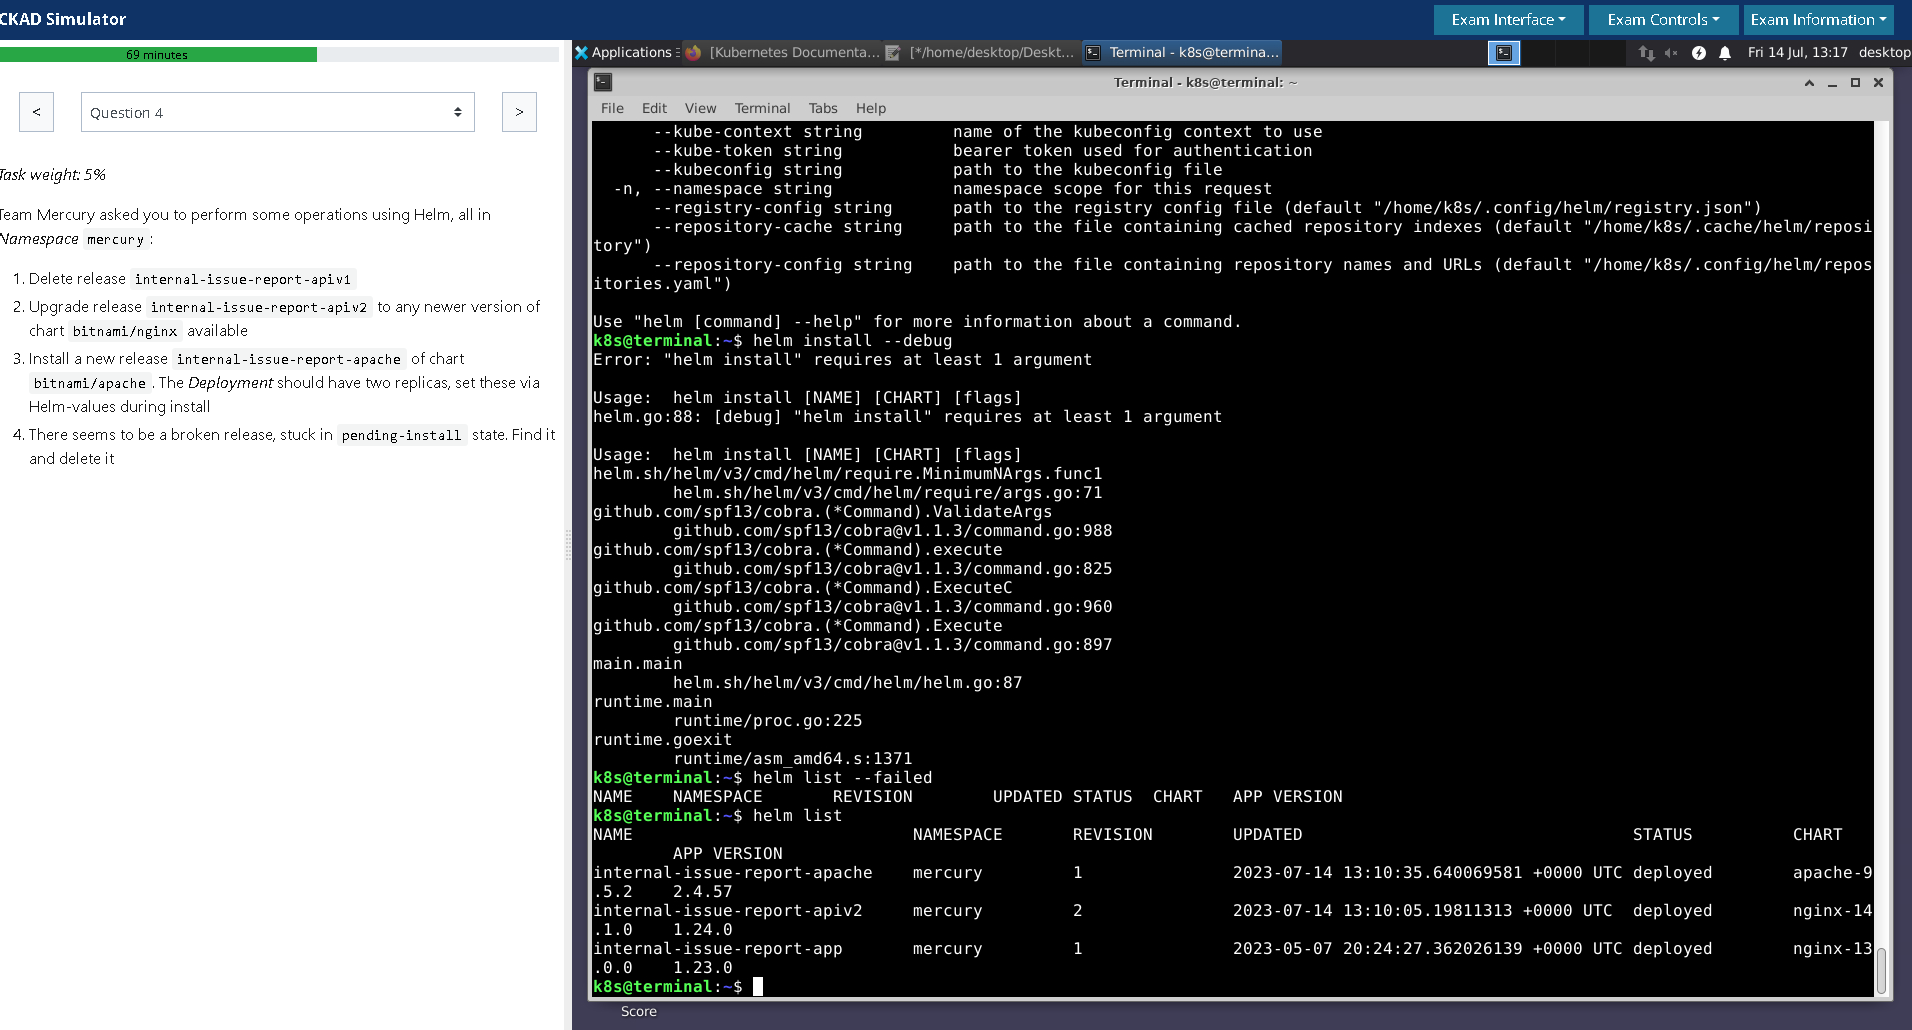 CKAD Simulator
Exam Interface
Exam Controls
Exam Information
69 minutes
Applications
[Kubernetes Documenta...
[*/home/desktop/Deskt...
Terminal - k8s@termina...
Fri 14 Jul, 13:17
desktop
<
Question 4
>
Terminal - k8s@terminal: ~
File Edit View Terminal Tabs Help
Task weight: 5%
Team Mercury asked you to perform some operations using Helm, all in
Namespace mercury :
1. Delete release internal-issue-report-apiv1
2. Upgrade release internal-issue-report-apiv2 to any newer version of
chart bitnami/nginx available
3. Install a new release internal-issue-report-apache of chart
bitnami/apache . The Deployment should have two replicas, set these via
Helm-values during install
4. There seems to be a broken release, stuck in pending-install state. Find it
and delete it
--kube-context string name of the kubeconfig context to use
--kube-token string bearer token used for authentication
--kubeconfig string path to the kubeconfig file
-n, --namespace string namespace scope for this request
--registry-config string path to the registry config file (default "/home/k8s/.config/helm/registry.json")
--repository-cache string path to the file containing cached repository indexes (default "/home/k8s/.cache/helm/reposi
tory")
--repository-config string path to the file containing repository names and URLs (default "/home/k8s/.config/helm/repos
itories.yaml")
Use "helm [command] --help" for more information about a command.
k8s@terminal:~$ helm install --debug
Error: "helm install" requires at least 1 argument
Usage: helm install [NAME] [CHART] [flags]
helm.go:88: [debug] "helm install" requires at least 1 argument
Usage: helm install [NAME] [CHART] [flags]
helm.sh/helm/v3/cmd/helm/require.MinimumNArgs.func1
helm.sh/helm/v3/cmd/helm/require/args.go:71
github.com/spf13/cobra.(*Command).ValidateArgs
github.com/spf13/cobra@v1.1.3/command.go:988
github.com/spf13/cobra.(*Command).execute
github.com/spf13/cobra@v1.1.3/command.go:825
github.com/spf13/cobra.(*Command).ExecuteC
github.com/spf13/cobra@v1.1.3/command.go:960
github.com/spf13/cobra.(*Command).Execute
github.com/spf13/cobra@v1.1.3/command.go:897
main.main
helm.sh/helm/v3/cmd/helm/helm.go:87
runtime.main
runtime/proc.go:225
runtime.goexit
runtime/asm_amd64.s:1371
k8s@terminal:~$ helm list --failed
NAME NAMESPACE REVISION UPDATED STATUS CHART APP VERSION
k8s@terminal:~$ helm list
NAME NAMESPACE REVISION UPDATED STATUS CHART
APP VERSION
internal-issue-report-apache mercury 1 2023-07-14 13:10:35.640069581 +0000 UTC deployed apache-9
.5.2 2.4.57
internal-issue-report-apiv2 mercury 2 2023-07-14 13:10:05.19811313 +0000 UTC deployed nginx-14
.1.0 1.24.0
internal-issue-report-app mercury 1 2023-05-07 20:24:27.362026139 +0000 UTC deployed nginx-13
.0.0 1.23.0
k8s@terminal:~$
Score